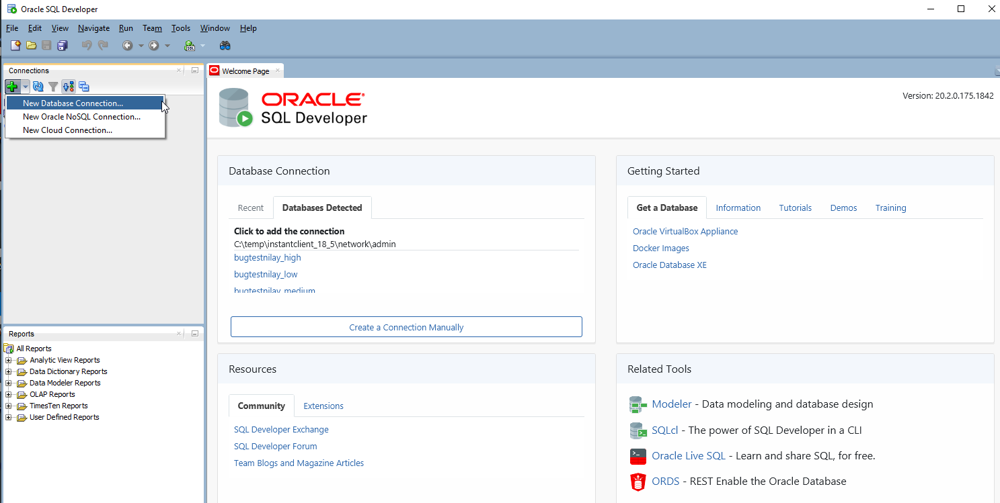 Oracle SQL Developer
File Edit View Navigate Run Team Tools Window Help
SQL
Connections
New Database Connection...
New Oracle NoSQL Connection...
New Cloud Connection...
Reports
All Reports
Analytic View Reports
Data Dictionary Reports
Data Modeler Reports
OLAP Reports
TimesTen Reports
User Defined Reports
Welcome Page
ORACLE
SQL Developer
Version: 20.2.0.175.1842
Database Connection
Recent Databases Detected
Click to add the connection
C:\temp\instantclient_18_5\network\admin
bugtestnilay_high
bugtestnilay_low
bugtestnilay_medium
Create a Connection Manually
Getting Started
Get a Database Information Tutorials Demos Training
Oracle VirtualBox Appliance
Docker Images
Oracle Database XE
Resources
Community Extensions
SQL Developer Exchange
SQL Developer Forum
Team Blogs and Magazine Articles
Related Tools
Modeler - Data modeling and database design
SQLcl - The power of SQL Developer in a CLI
Oracle Live SQL - Learn and share SQL, for free.
ORDS - REST Enable the Oracle Database